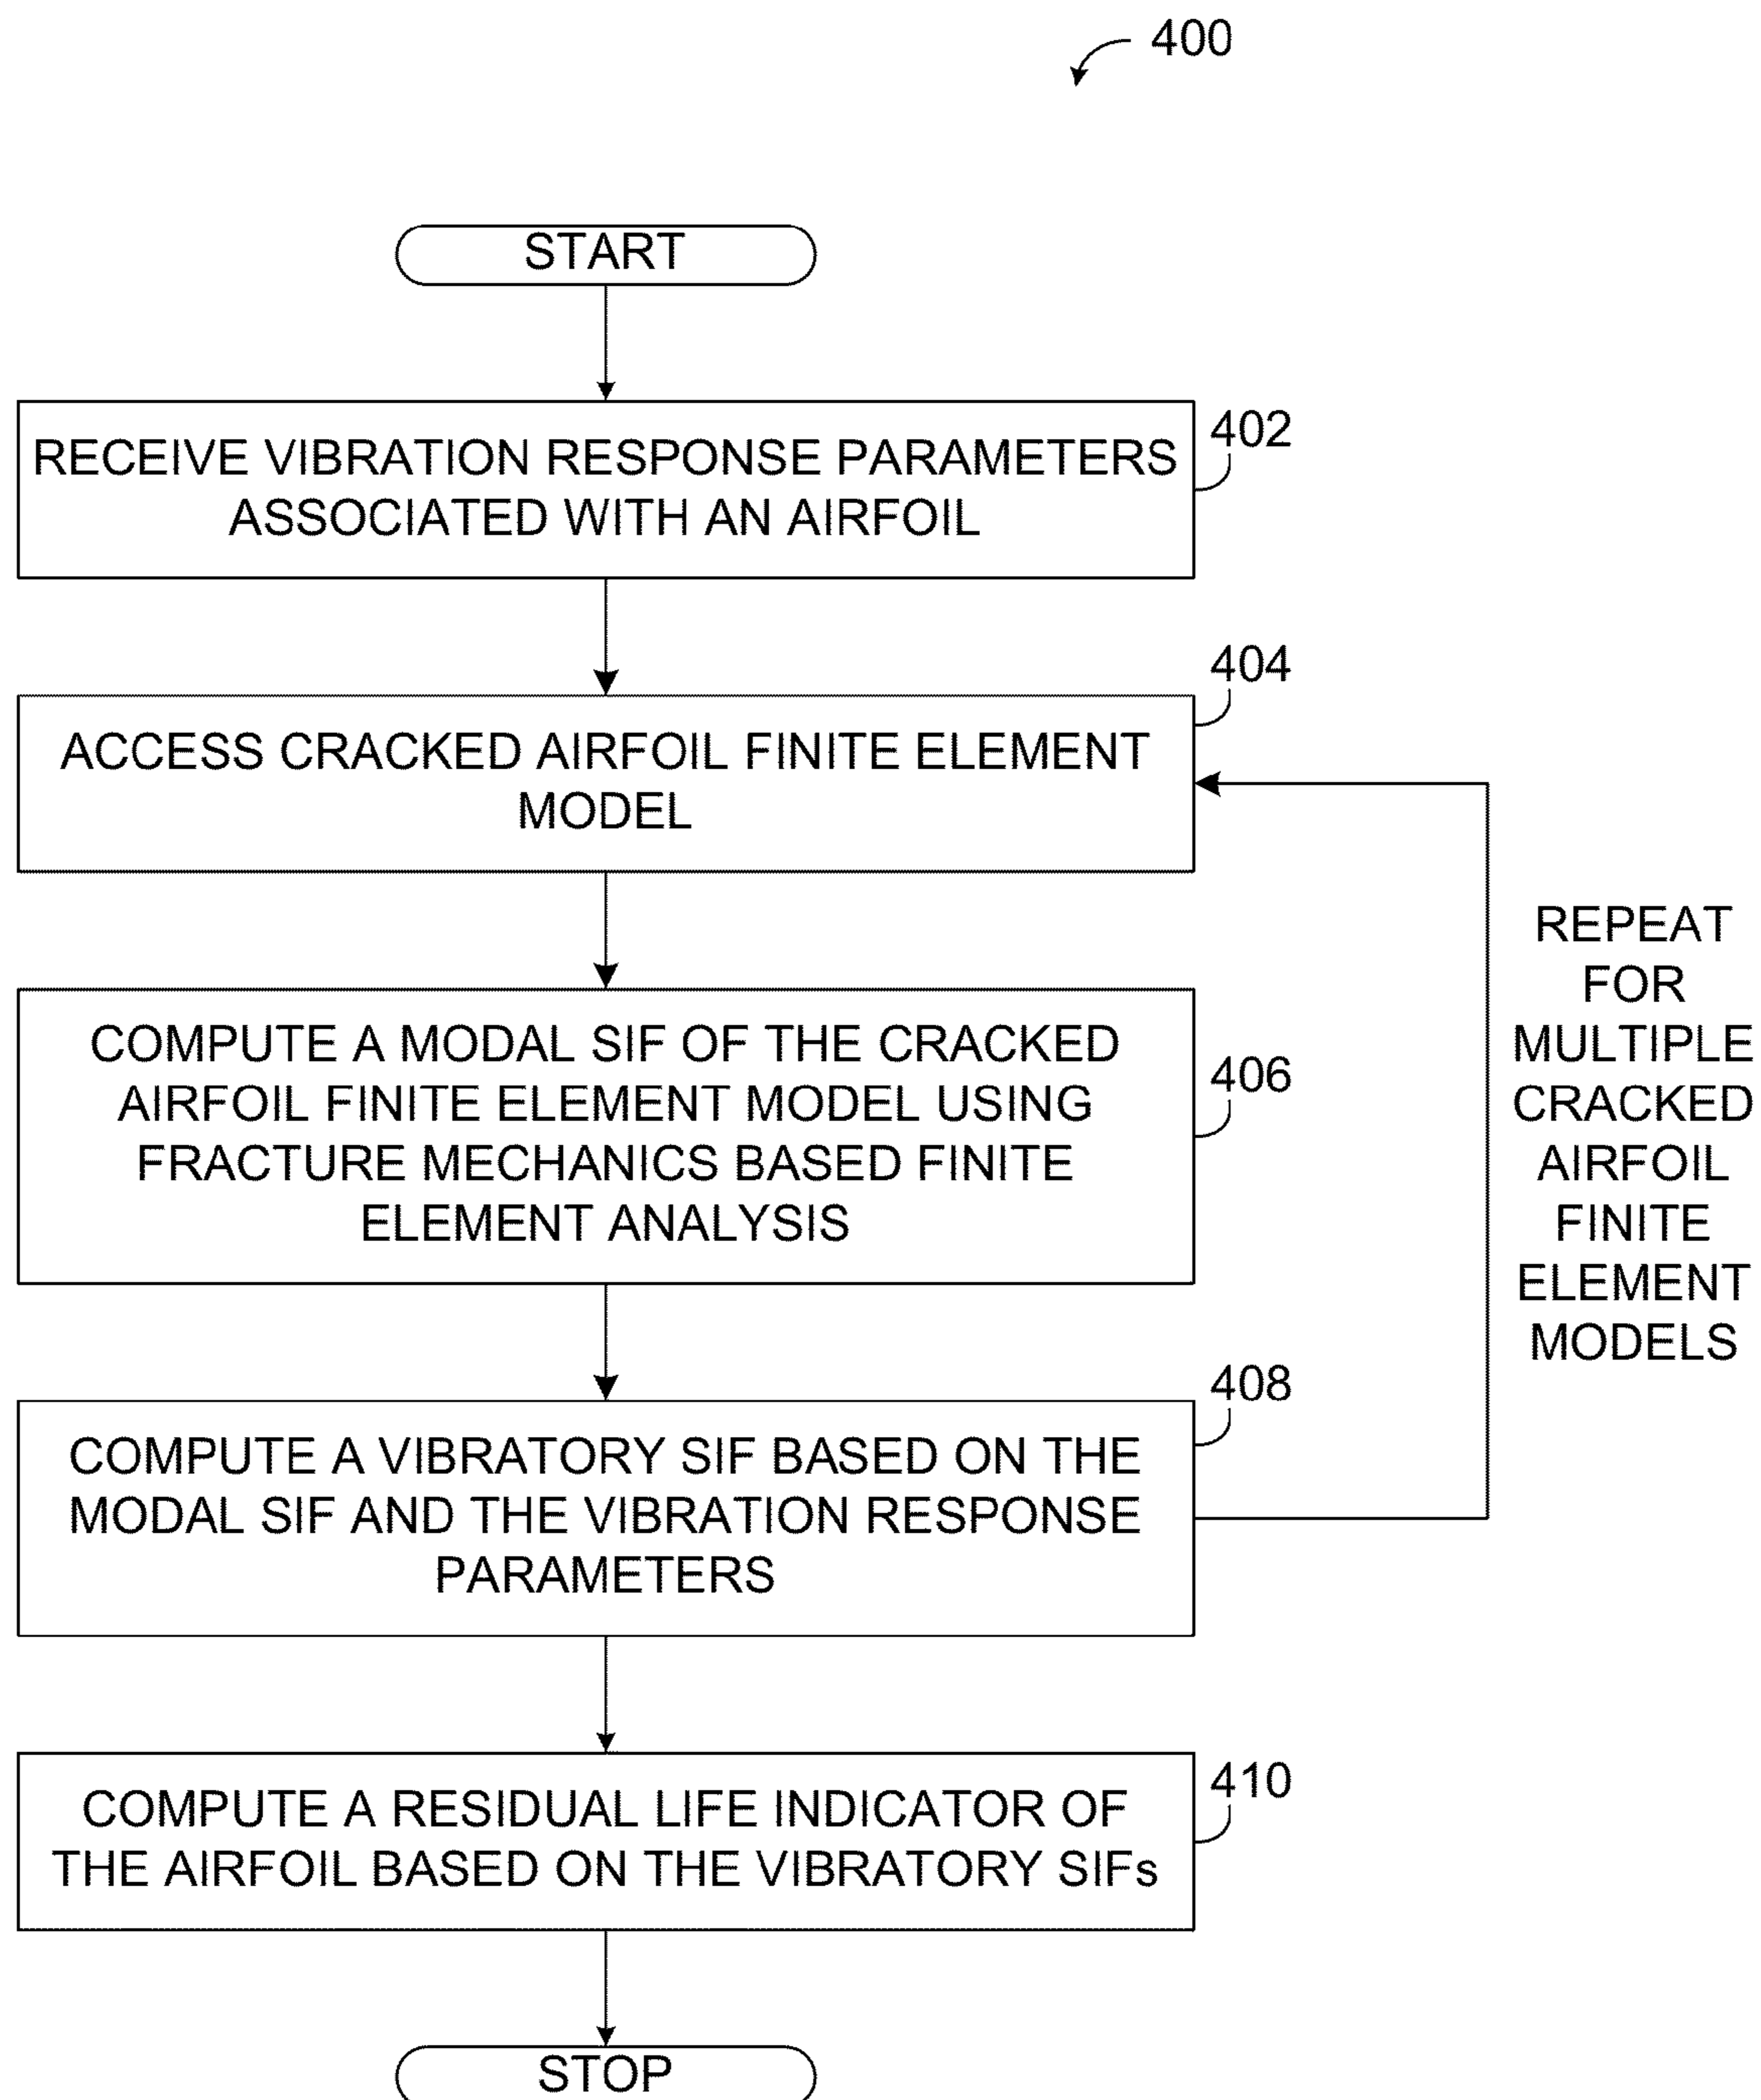 400
START
402
RECEIVE VIBRATION RESPONSE PARAMETERS
ASSOCIATED WITH AN AIRFOIL
404
ACCESS CRACKED AIRFOIL FINITE ELEMENT
MODEL
406
COMPUTE A MODAL SIF OF THE CRACKED
AIRFOIL FINITE ELEMENT MODEL USING
FRACTURE MECHANICS BASED FINITE
ELEMENT ANALYSIS
REPEAT
FOR
MULTIPLE
CRACKED
AIRFOIL
FINITE
ELEMENT
MODELS
408
COMPUTE A VIBRATORY SIF BASED ON THE
MODAL SIF AND THE VIBRATION RESPONSE
PARAMETERS
410
COMPUTE A RESIDUAL LIFE INDICATOR OF
THE AIRFOIL BASED ON THE VIBRATORY SIFs
STOP